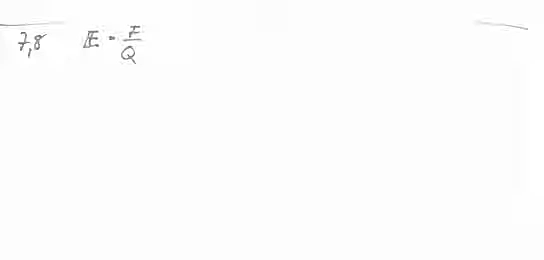 7,8 E = F/Q